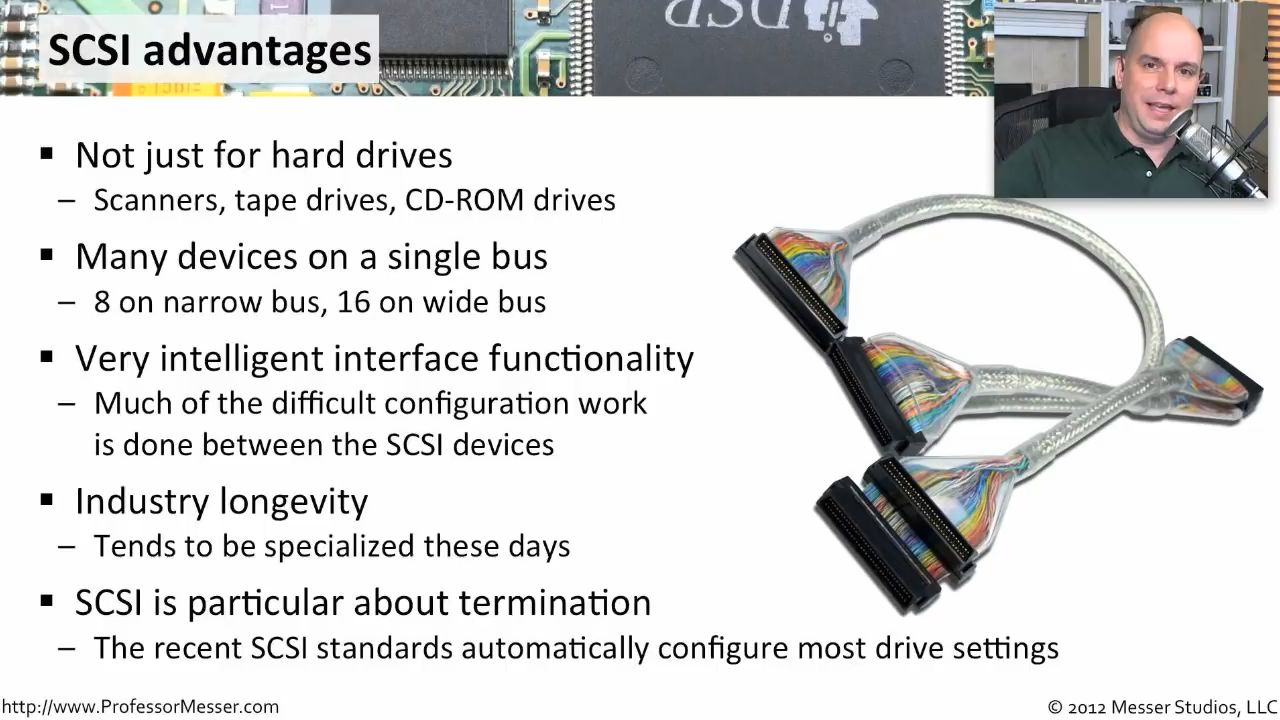 SCSI advantages
DSP
▪ Not just for hard drives
– Scanners, tape drives, CD-ROM drives
▪ Many devices on a single bus
– 8 on narrow bus, 16 on wide bus
▪ Very intelligent interface functionality
– Much of the difficult configuration work
is done between the SCSI devices
▪ Industry longevity
– Tends to be specialized these days
▪ SCSI is particular about termination
– The recent SCSI standards automatically configure most drive settings
http://www.ProfessorMesser.com
© 2012 Messer Studios, LLC